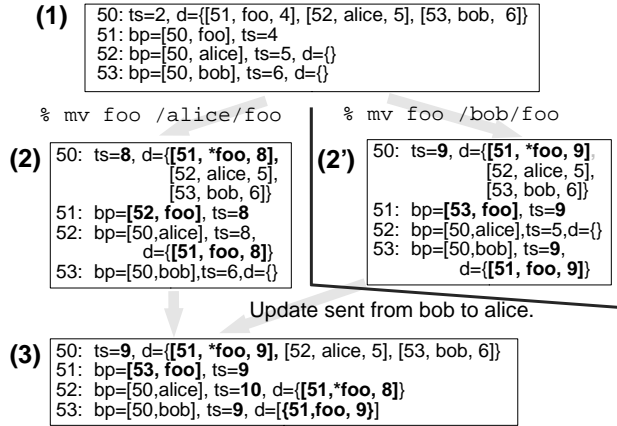 (1)
50: ts=2, d={[51, foo, 4], [52, alice, 5], [53, bob, 6]}
51: bp=[50, foo], ts=4
52: bp=[50, alice], ts=5, d={}
53: bp=[50, bob], ts=6, d={}
% mv foo /alice/foo
% mv foo /bob/foo
(2)
50: ts=8, d={[51, *foo, 8],
[52, alice, 5],
[53, bob, 6]}
51: bp=[52, foo], ts=8
52: bp=[50,alice], ts=8,
d={[51, foo, 8]}
53: bp=[50,bob],ts=6,d={}
(2')
50: ts=9, d={[51, *foo, 9],
[52, alice, 5],
[53, bob, 6]}
51: bp=[53, foo], ts=9
52: bp=[50,alice],ts=5,d={}
53: bp=[50,bob], ts=9,
d={[51, foo, 9]}
Update sent from bob to alice.
(3)
50: ts=9, d={[51, *foo, 9], [52, alice, 5], [53, bob, 6]}
51: bp=[53, foo], ts=9
52: bp=[50,alice], ts=10, d={[51,*foo, 8]}
53: bp=[50,bob], ts=9, d=[{51,foo, 9}]